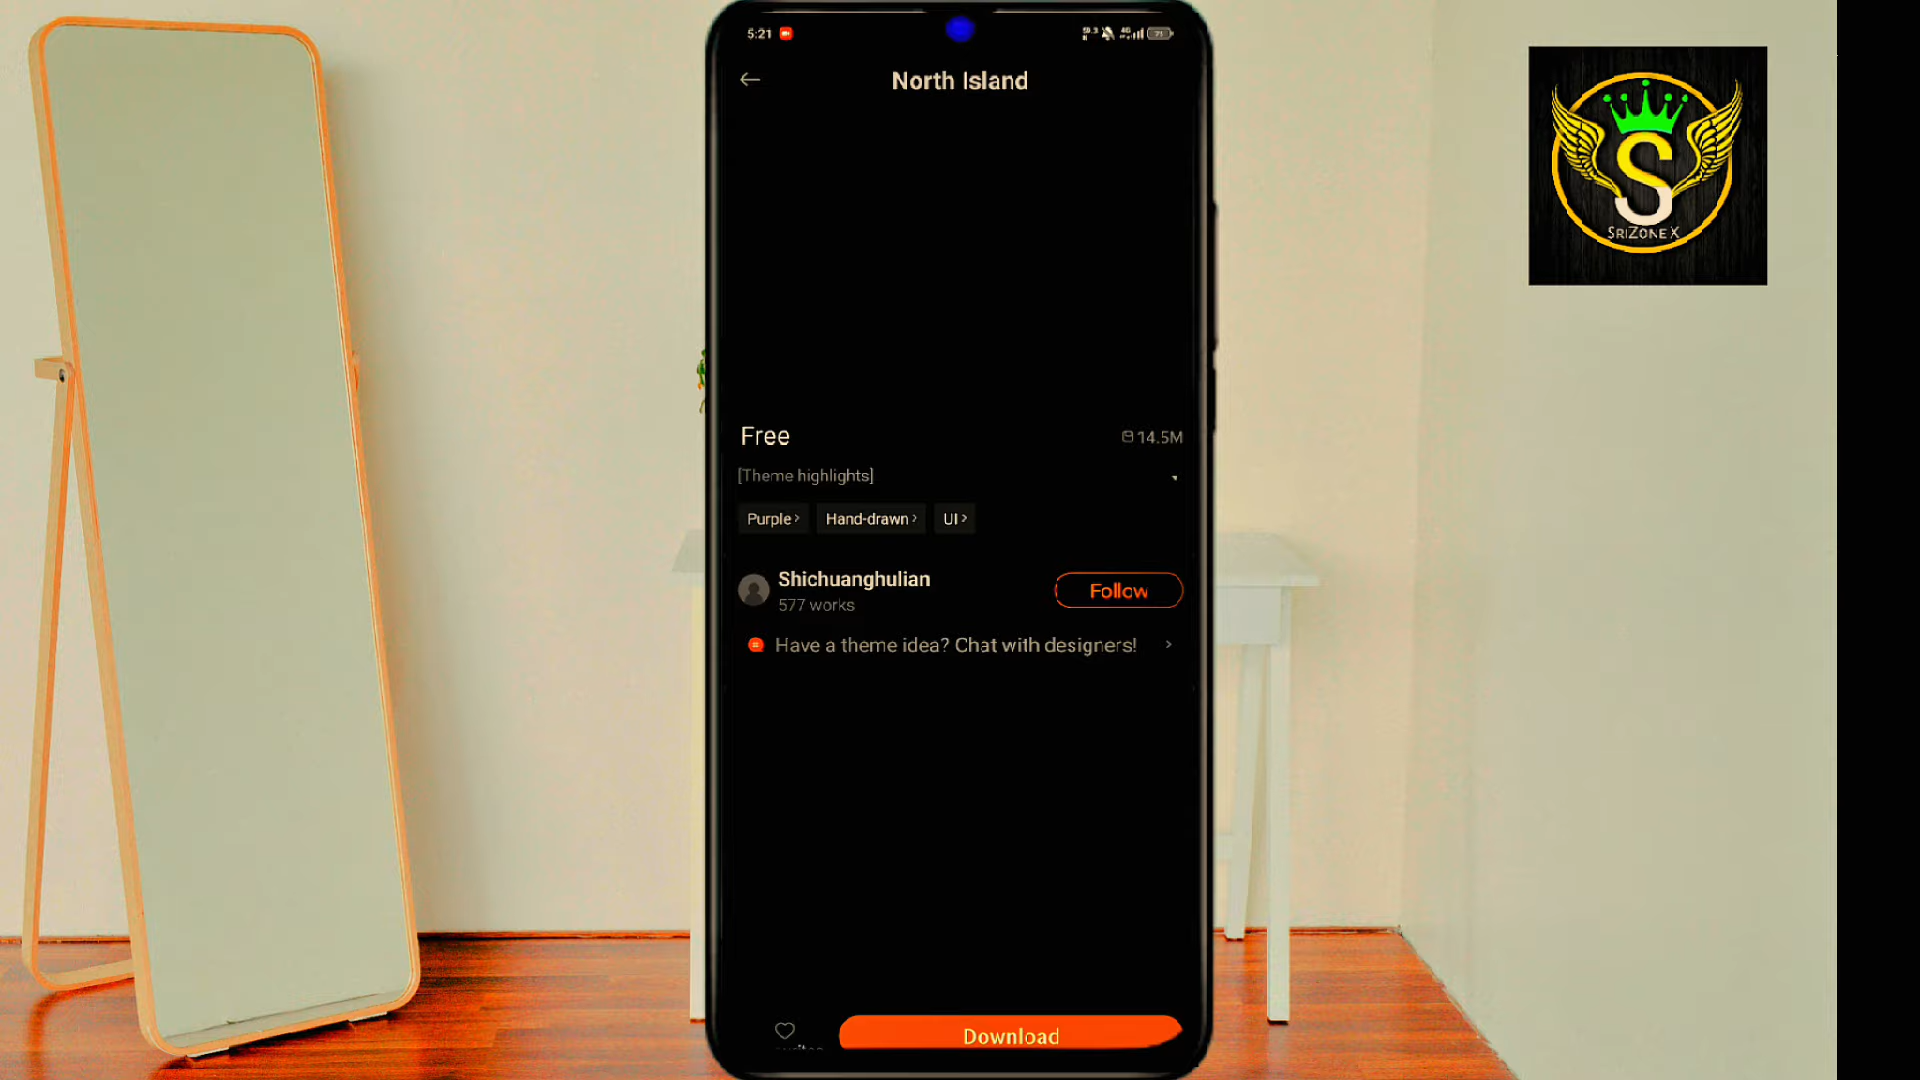 5:21
North Island
Free
14.5M
[Theme highlights]
Purple
Hand-drawn
UI
Shichuanghulian
Follow
577 works
Have a theme idea? Chat with designers!
Download
S
SRIZONE X